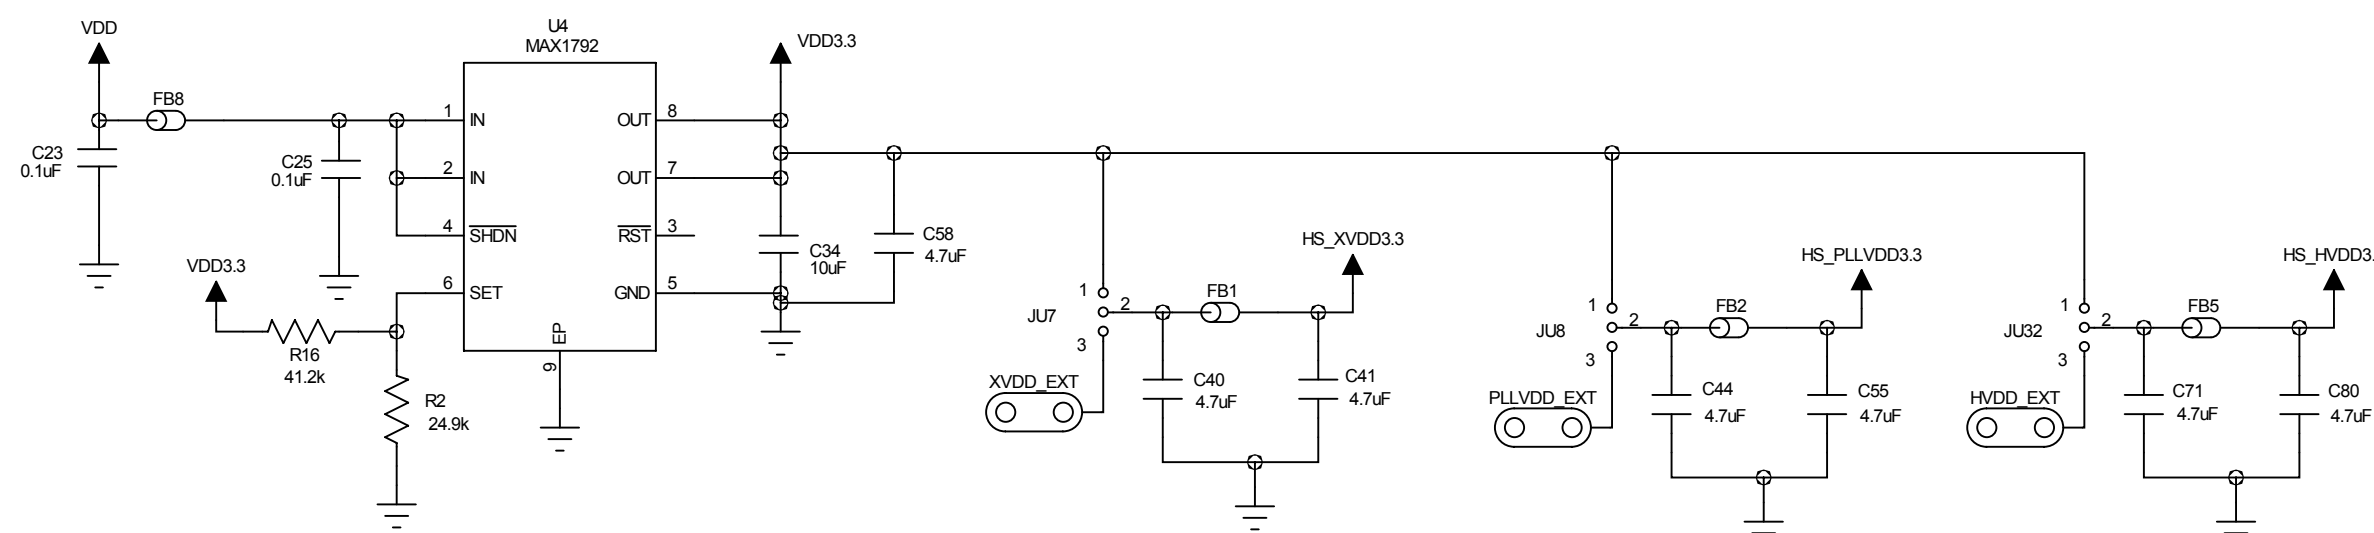 VDD
FB8
C23
0.1uF
C25
0.1uF
VDD3.3
R16
41.2k
R2
24.9k
U4
MAX1792
1
IN
2
IN
4
SHDN
6
SET
EP
9
OUT
8
OUT
7
RST
3
GND
5
VDD3.3
C34
10uF
C58
4.7uF
JU7
1
2
3
XVDD_EXT
FB1
HS_XVDD3.3
C40
4.7uF
C41
4.7uF
JU8
1
2
3
PLLVDD_EXT
FB2
HS_PLLVDD3.3
C44
4.7uF
C55
4.7uF
JU32
1
2
3
HVDD_EXT
FB5
HS_HVDD3.
C71
4.7uF
C80
4.7uF